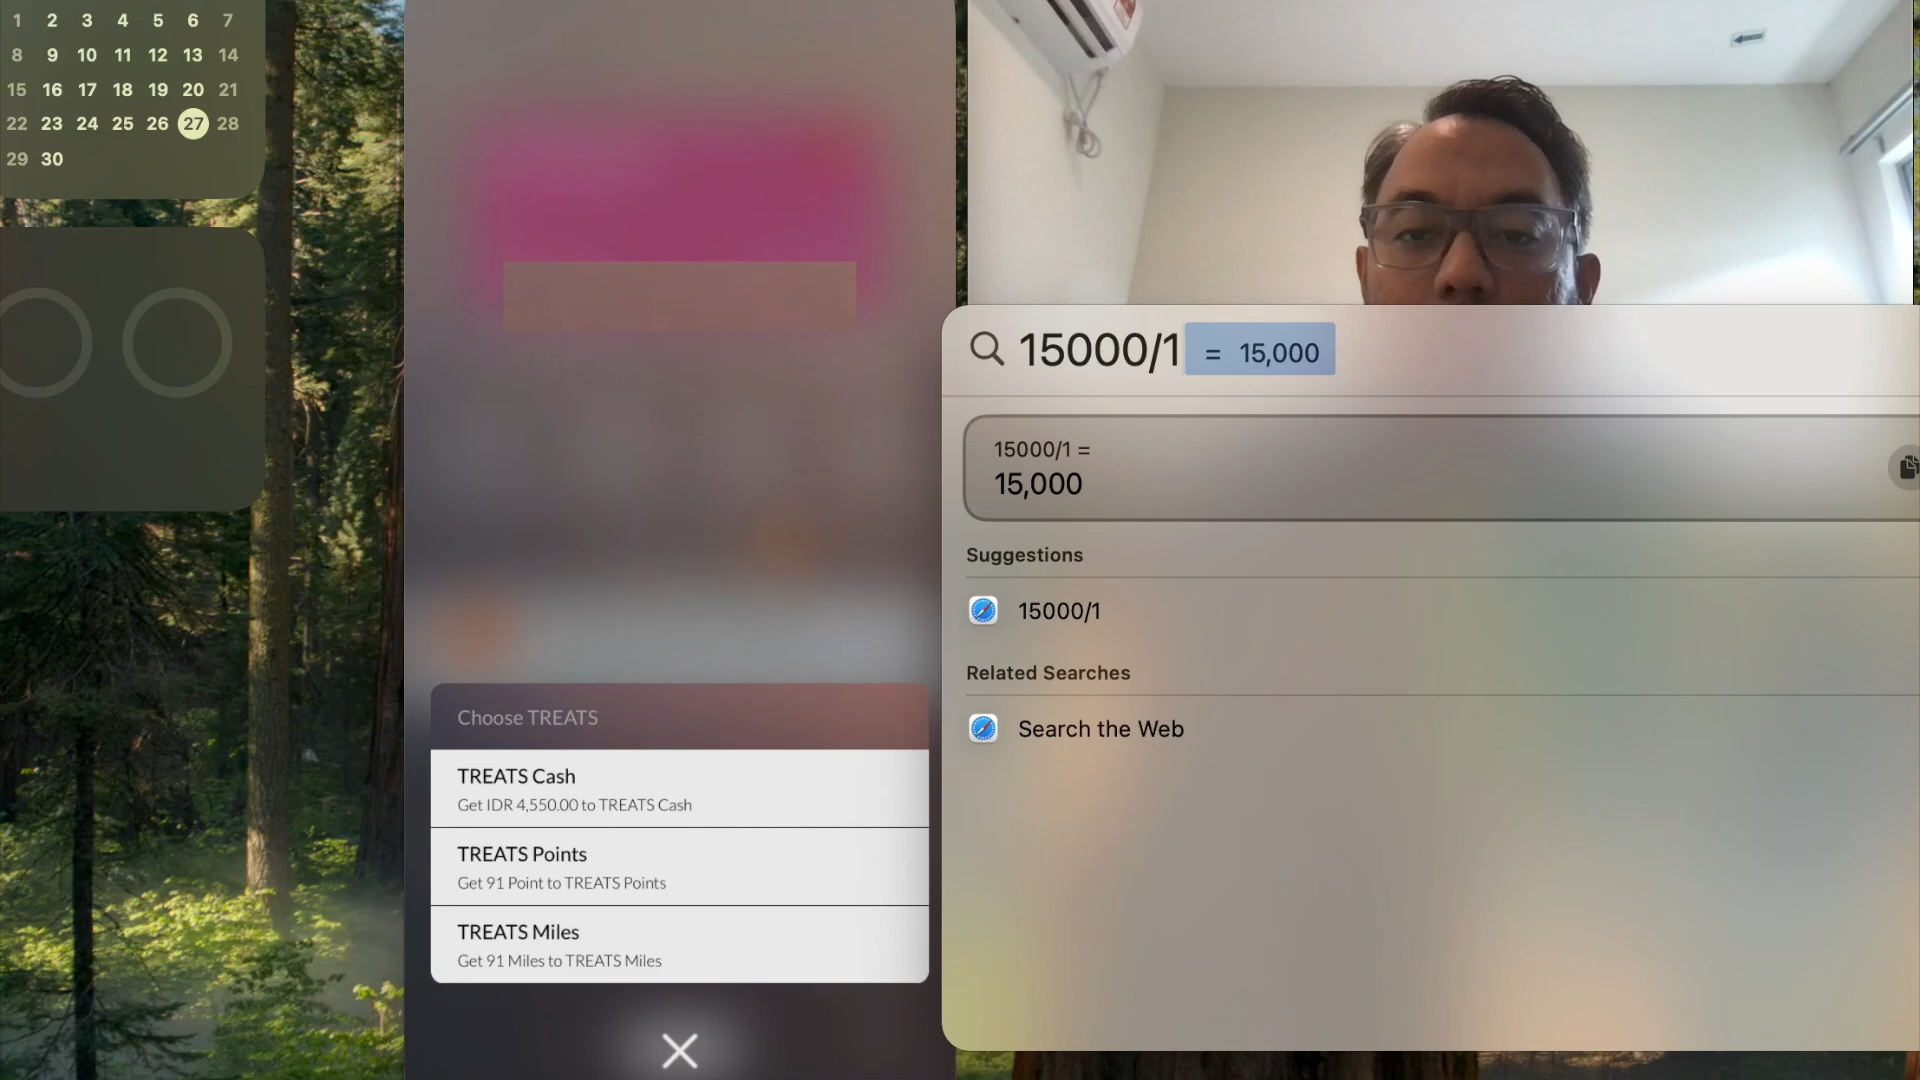 1 2 3 4 5 6 7
8 9 10 11 12 13 14
15 16 17 18 19 20 21
22 23 24 25 26 27 28
29 30
Choose TREATS
TREATS Cash
Get IDR 4,550.00 to TREATS Cash
TREATS Points
Get 91 Point to TREATS Points
TREATS Miles
Get 91 Miles to TREATS Miles
15000/1 = 15,000
15000/1 =
15,000
Suggestions
15000/1
Related Searches
Search the Web